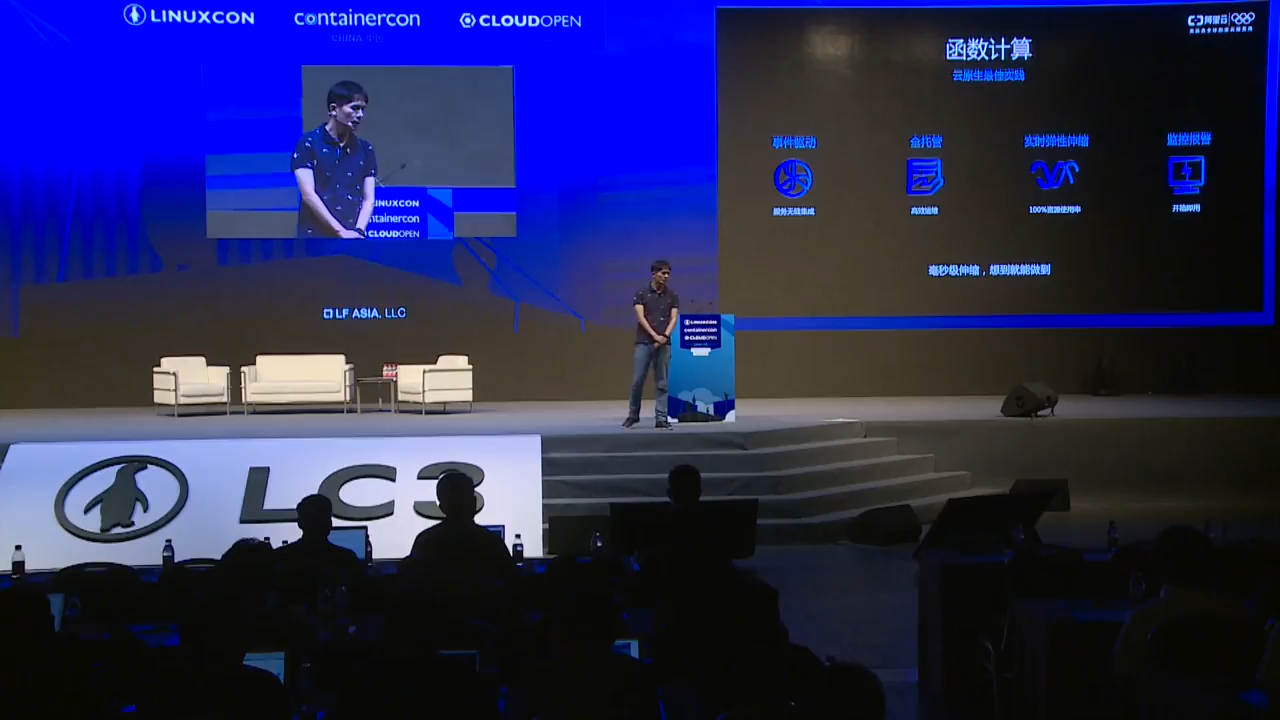 LINUXCON
containercon
CLOUDOPEN
CHINA 中国
LINUXCON
ntainercon
CLOUDOPEN
LF ASIA, LLC
阿里云
函数计算
云原生最佳实践
事件驱动
全托管
实时弹性伸缩
监控报警
服务无缝集成
高效运维
100%资源使用率
开箱即用
毫秒级伸缩，想到就能做到
LINUXCON
containercon
CLOUDOPEN
LC3